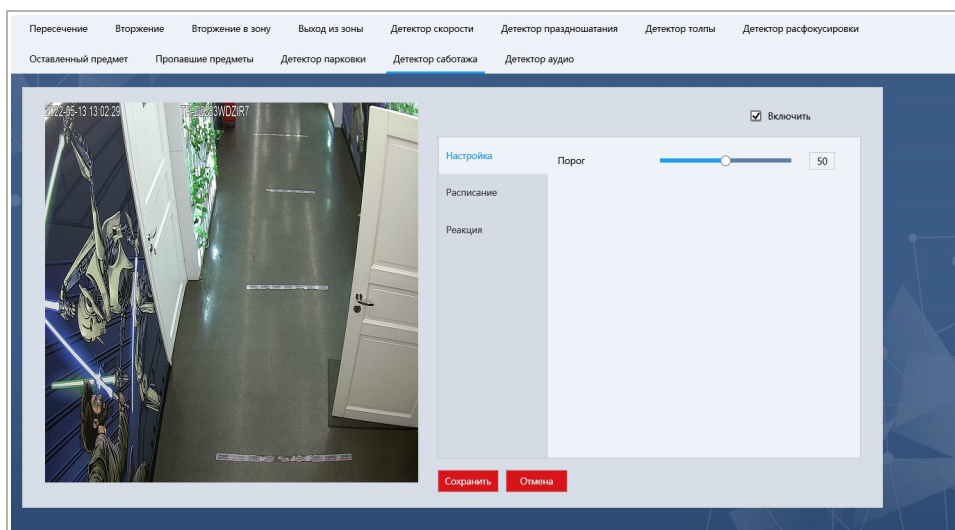 Пересечение Вторжение Вторжение в зону Выход из зоны Детектор скорости Детектор праздношатания Детектор толпы Детектор расфокусировки
Оставленный предмет Пропавшие предметы Детектор парковки Детектор саботажа Детектор аудио
2022-05-13 13:02:29 TR-D2223WDZIR7
Включить
Настройка Порог 50
Расписание
Реакция
Сохранить Отмена